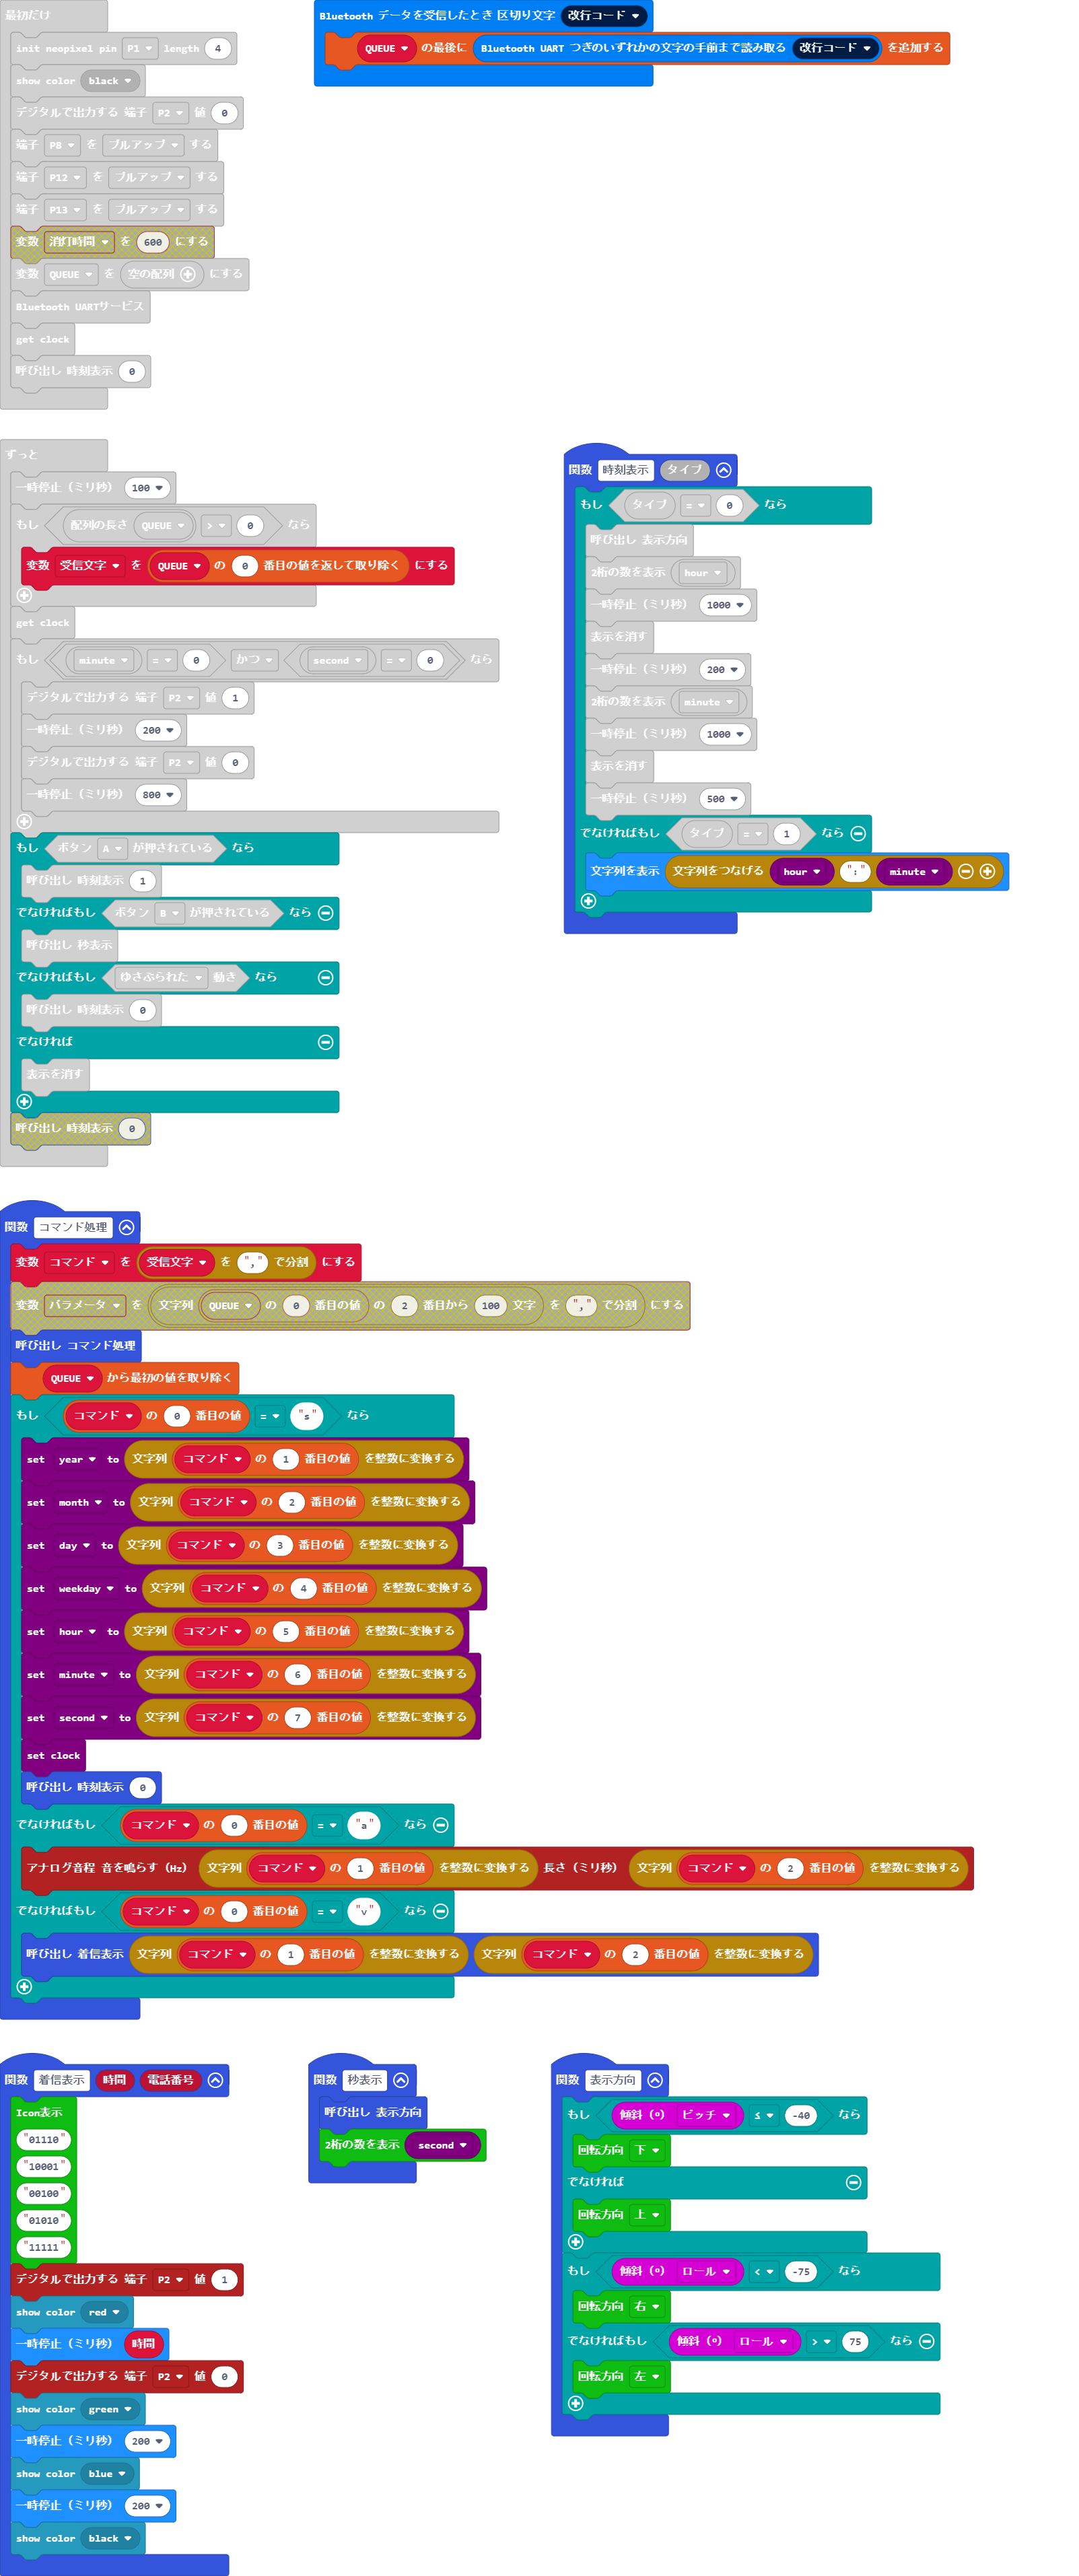 最初だけ
init neopixel pin P1 length 4
show color black
デジタルで出力する 端子 P2 値 0
端子 P8 を プルアップ する
端子 P12 を プルアップ する
端子 P13 を プルアップ する
変数 消灯時間 を 600 にする
変数 QUEUE を 空の配列 にする
Bluetooth UARTサービス
get clock
呼び出し 時刻表示 0
Bluetooth データを受信したとき 区切り文字 改行コード
QUEUE の最後に Bluetooth UART つぎのいずれかの文字の手前まで読み取る 改行コード を追加する
ずっと
一時停止 (ミリ秒) 100
もし 配列の長さ QUEUE > 0 なら
変数 受信文字 を QUEUE の 0 番目の値を返して取り除く にする
get clock
もし minute = 0 かつ second = 0 なら
デジタルで出力する 端子 P2 値 1
一時停止 (ミリ秒) 200
デジタルで出力する 端子 P2 値 0
一時停止 (ミリ秒) 800
もし ボタン A が押されている なら
呼び出し 時刻表示 1
でなければもし ボタン B が押されている なら
呼び出し 秒表示
でなければもし ゆさぶられた 動き なら
呼び出し 時刻表示 0
でなければ
表示を消す
呼び出し 時刻表示 0
関数 時刻表示 タイプ
もし タイプ = 0 なら
呼び出し 表示方向
2桁の数を表示 hour
一時停止 (ミリ秒) 1000
表示を消す
一時停止 (ミリ秒) 200
2桁の数を表示 minute
一時停止 (ミリ秒) 1000
表示を消す
一時停止 (ミリ秒) 500
でなければもし タイプ = 1 なら
文字列を表示 文字列をつなげる hour ":" minute
関数 コマンド処理
変数 コマンド を 受信文字 を "," で分割 にする
変数 パラメータ を 文字列 QUEUE の 0 番目の値 の 2 番目から 100 文字 を "," で分割 にする
呼び出し コマンド処理
QUEUE から最初の値を取り除く
もし コマンド の 0 番目の値 = "s" なら
set year to 文字列 コマンド の 1 番目の値 を整数に変換する
set month to 文字列 コマンド の 2 番目の値 を整数に変換する
set day to 文字列 コマンド の 3 番目の値 を整数に変換する
set weekday to 文字列 コマンド の 4 番目の値 を整数に変換する
set hour to 文字列 コマンド の 5 番目の値 を整数に変換する
set minute to 文字列 コマンド の 6 番目の値 を整数に変換する
set second to 文字列 コマンド の 7 番目の値 を整数に変換する
set clock
呼び出し 時刻表示 0
でなければもし コマンド の 0 番目の値 = "a" なら
アナログ音程 音を鳴らす (Hz) 文字列 コマンド の 1 番目の値 を整数に変換する 長さ (ミリ秒) 文字列 コマンド の 2 番目の値 を整数に変換する
でなければもし コマンド の 0 番目の値 = "v" なら
呼び出し 着信表示 文字列 コマンド の 1 番目の値 を整数に変換する 文字列 コマンド の 2 番目の値 を整数に変換する
関数 着信表示 時間 電話番号
Icon表示
"01110"
"10001"
"00100"
"01010"
"11111"
デジタルで出力する 端子 P2 値 1
show color red
一時停止 (ミリ秒) 時間
デジタルで出力する 端子 P2 値 0
show color green
一時停止 (ミリ秒) 200
show color blue
一時停止 (ミリ秒) 200
show color black
関数 秒表示
呼び出し 表示方向
2桁の数を表示 second
関数 表示方向
もし 傾斜 (º) ピッチ ≤ -40 なら
回転方向 下
でなければ
回転方向 上
もし 傾斜 (º) ロール < -75 なら
回転方向 右
でなければもし 傾斜 (º) ロール > 75 なら
回転方向 左